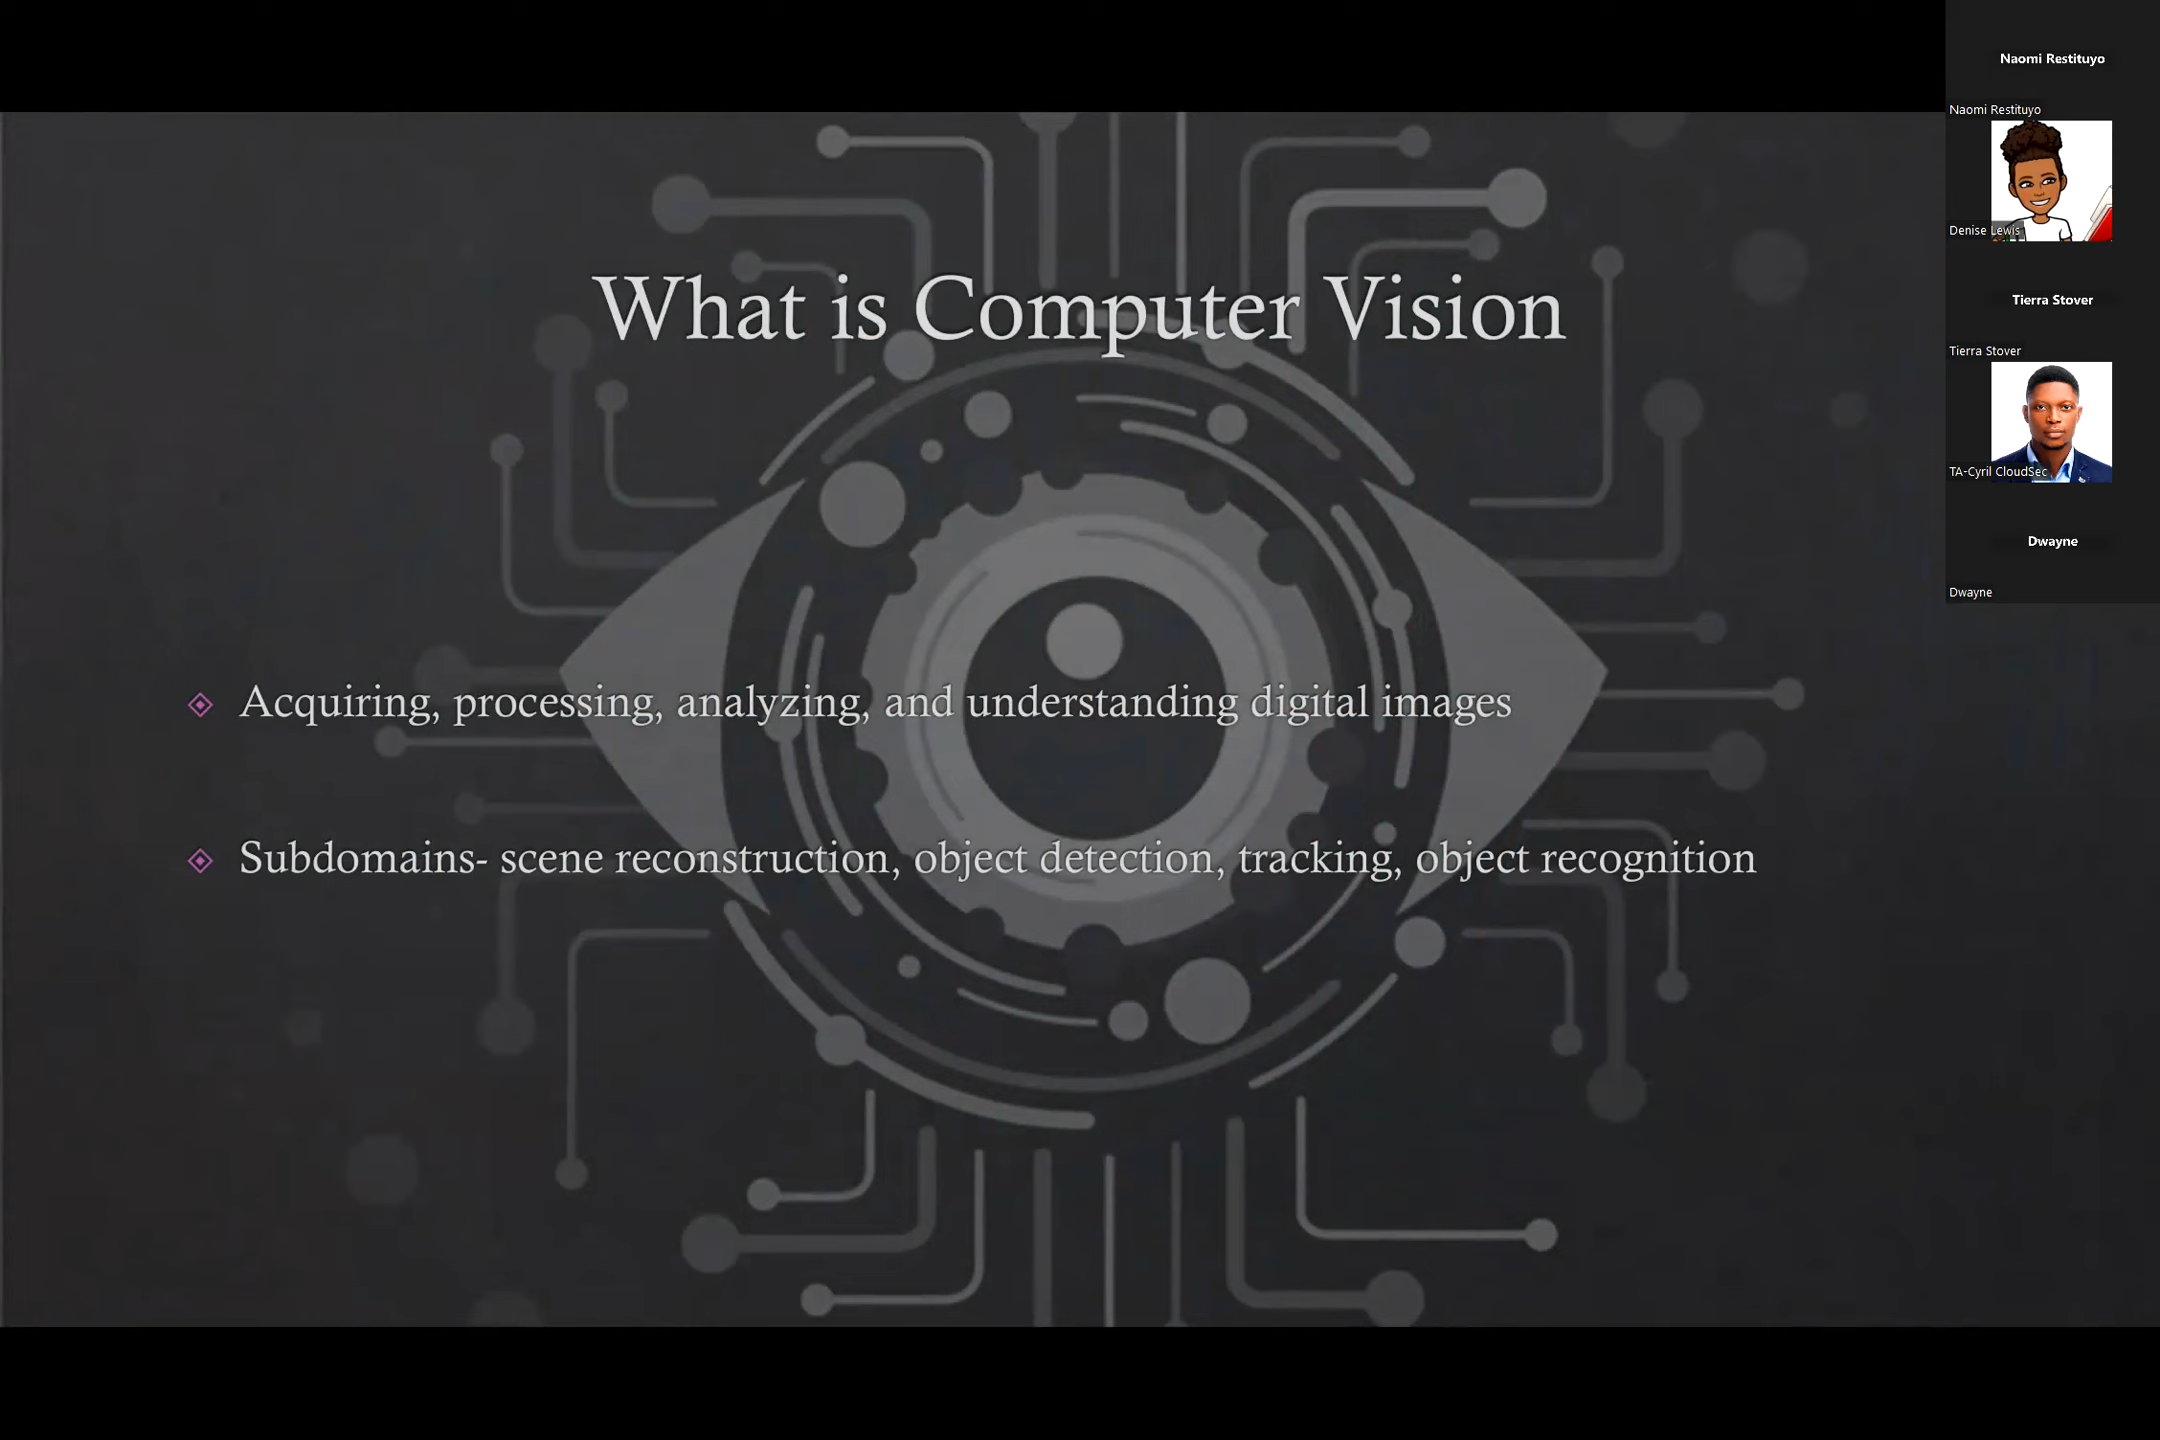 What is Computer Vision
Acquiring, processing, analyzing, and understanding digital images
Subdomains- scene reconstruction, object detection, tracking, object recognition
Naomi Restituyo
Naomi Restituyo
Denise Lewis
Tierra Stover
Tierra Stover
TA-Cyril CloudSec
Dwayne
Dwayne